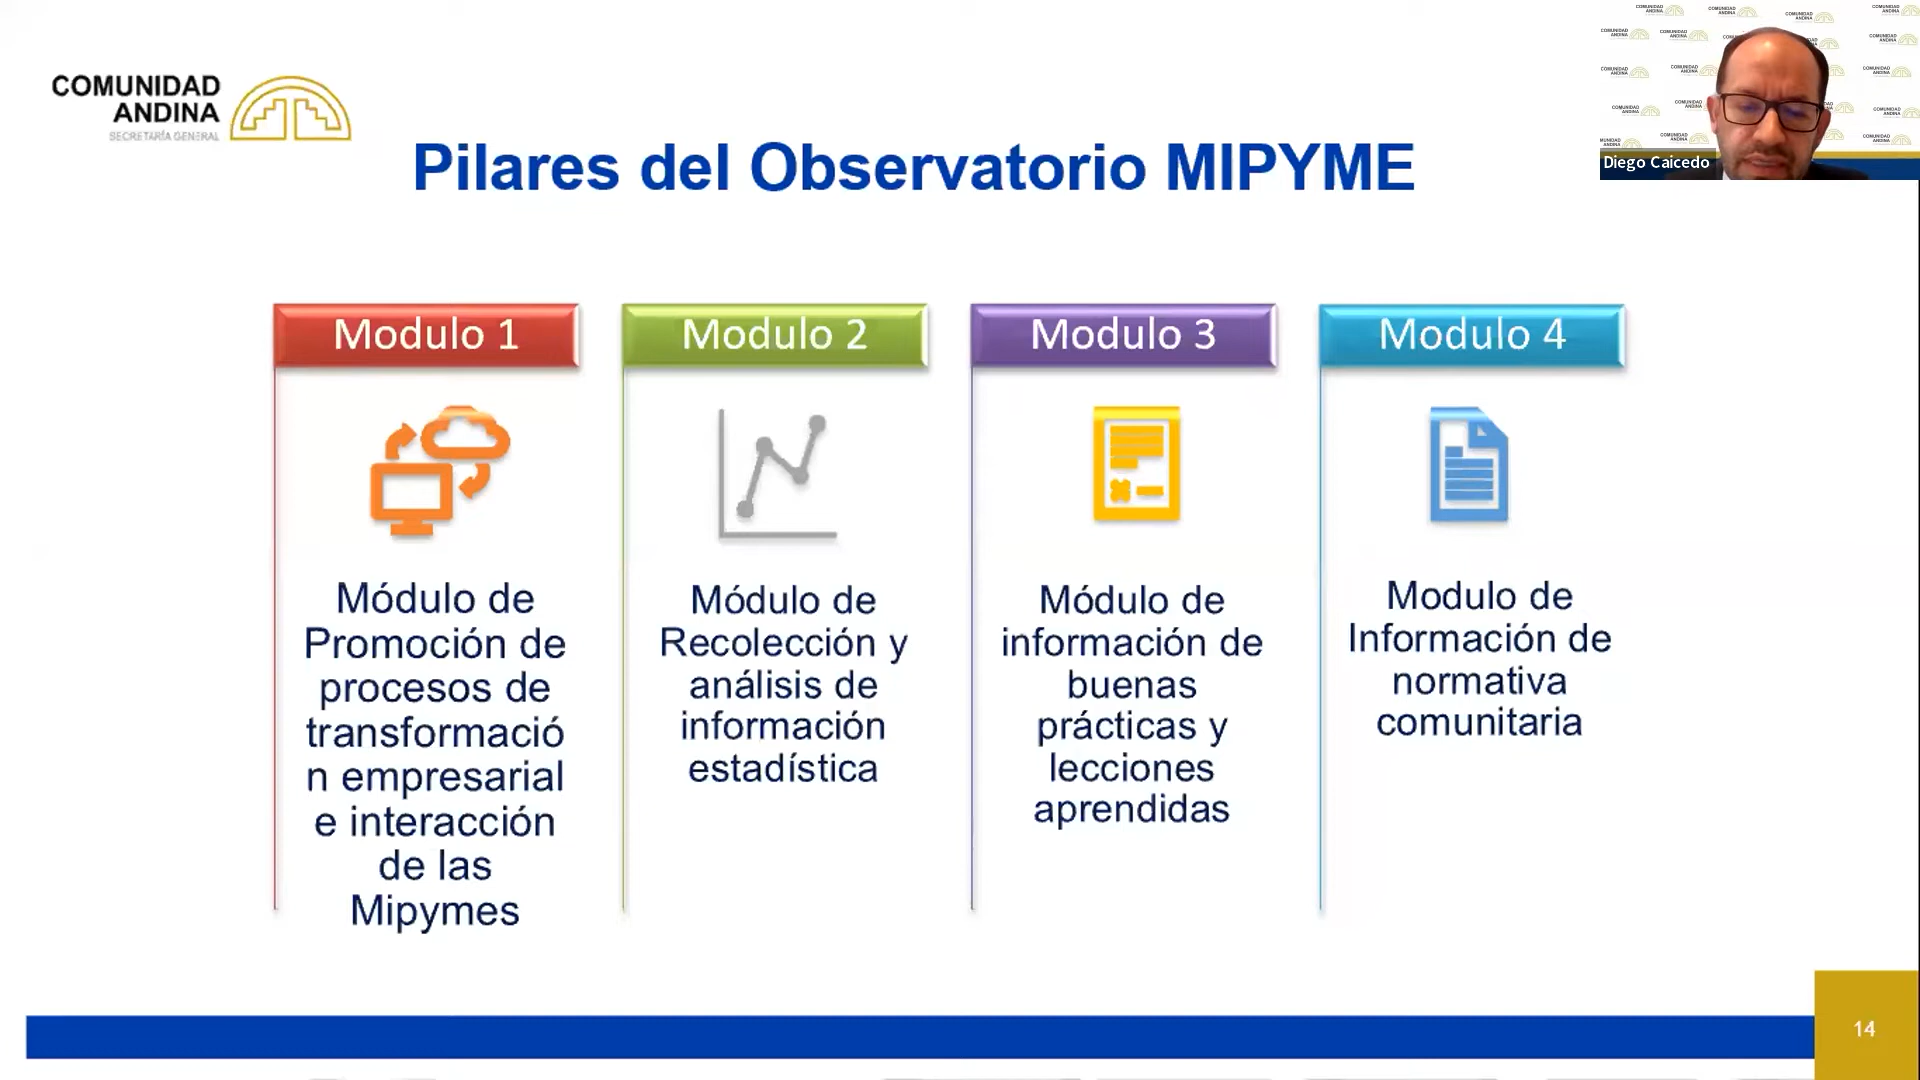 COMUNIDAD
ANDINA
SECRETARÍA GENERAL
Pilares del Observatorio MIPYME
Diego Caicedo
Modulo 1
Módulo de
Promoción de
procesos de
transformació
n empresarial
e interacción
de las
Mipymes
Modulo 2
Módulo de
Recolección y
análisis de
información
estadística
Modulo 3
Módulo de
información de
buenas
prácticas y
lecciones
aprendidas
Modulo 4
Modulo de
Información de
normativa
comunitaria
14